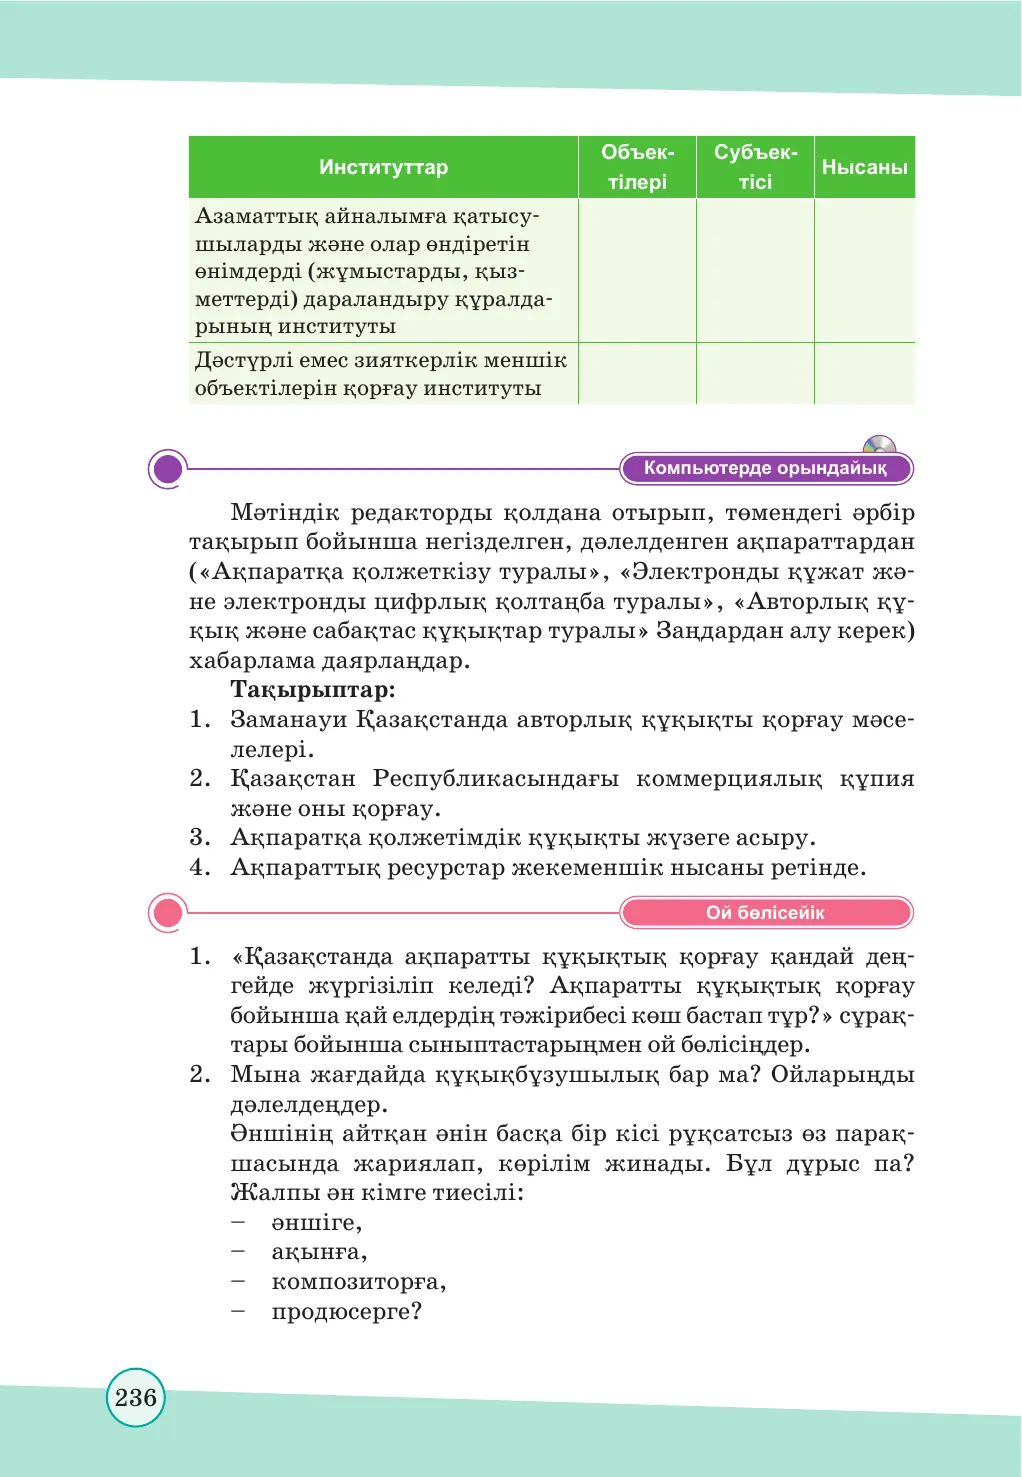 Институттар
Объек-
тілері
Субъек-
тісі
Нысаны
Азаматтық айналымға қатысу-
шыларды және олар өндіретін
өнімдерді (жұмыстарды, қыз-
меттерді) дараландыру құралда-
рының институты
Дәстүрлі емес зияткерлік меншік
объектілерін қорғау институты
Компьютерде орындайық
Мәтіндік редакторды қолдана отырып, төмендегі әрбір
тақырып бойынша негізделген, дәлелденген ақпараттардан
(«Ақпаратқа қолжеткізу туралы», «Электронды құжат жә-
не электронды цифрлық қолтаңба туралы», «Авторлық құ-
қық және сабақтас құқықтар туралы» Заңдардан алу керек)
хабарлама даярлаңдар.
Тақырыптар:
1. Заманауи Қазақстанда авторлық құқықты қорғау мәсе-
лелері.
2. Қазақстан Республикасындағы коммерциялық құпия
және оны қорғау.
3. Ақпаратқа қолжетімдік құқықты жүзеге асыру.
4. Ақпараттық ресурстар жекеменшік нысаны ретінде.
Ой бөлісейік
1. «Қазақстанда ақпаратты құқықтық қорғау қандай дең-
гейде жүргізіліп келеді? Ақпаратты құқықтық қорғау
бойынша қай елдердің тәжірибесі көш бастап тұр?» сұрақ-
тары бойынша сыныптастарыңмен ой бөлісіңдер.
2. Мына жағдайда құқықбұзушылық бар ма? Ойларыңды
дәлелдеңдер.
Әншінің айтқан әнін басқа бір кісі рұқсатсыз өз парақ-
шасында жариялап, көрілім жинады. Бұл дұрыс па?
Жалпы ән кімге тиесілі:
– әншіге,
– ақынға,
– композиторға,
– продюсерге?
236